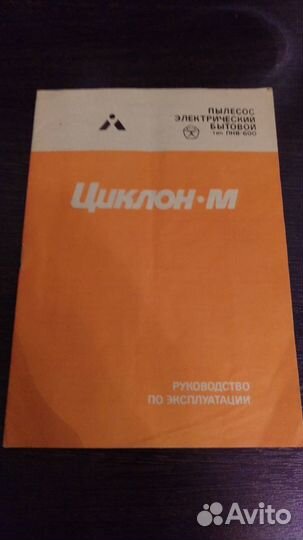 ПЫЛЕСОС
ЭЛЕКТРИЧЕСКИЙ
БЫТОВОЙ
тип ПНВ-600
Циклон·М
РУКОВОДСТВО
ПО ЭКСПЛУАТАЦИИ
Avito